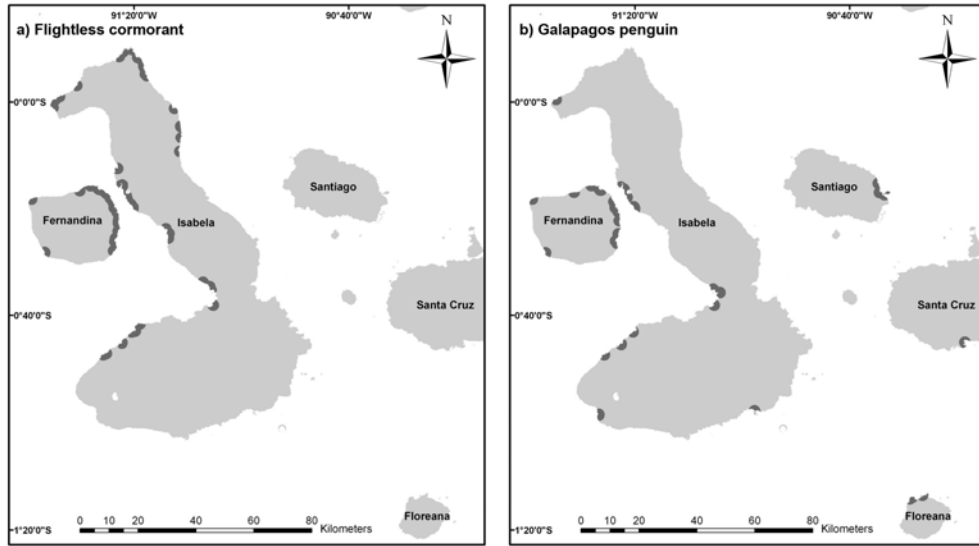 91°20'0"W
90°40'0"W
a) Flightless cormorant
N
0°0'0"S
Santiago
Fernandina
Isabela
Santa Cruz
0°40'0"S
1°20'0"S
0 10 20 40 60 80
Kilometers
Floreana
91°20'0"W
90°40'0"W
b) Galapagos penguin
N
0°0'0"S
Santiago
Fernandina
Isabela
Santa Cruz
0°40'0"S
1°20'0"S
0 10 20 40 60 80
Kilometers
Floreana